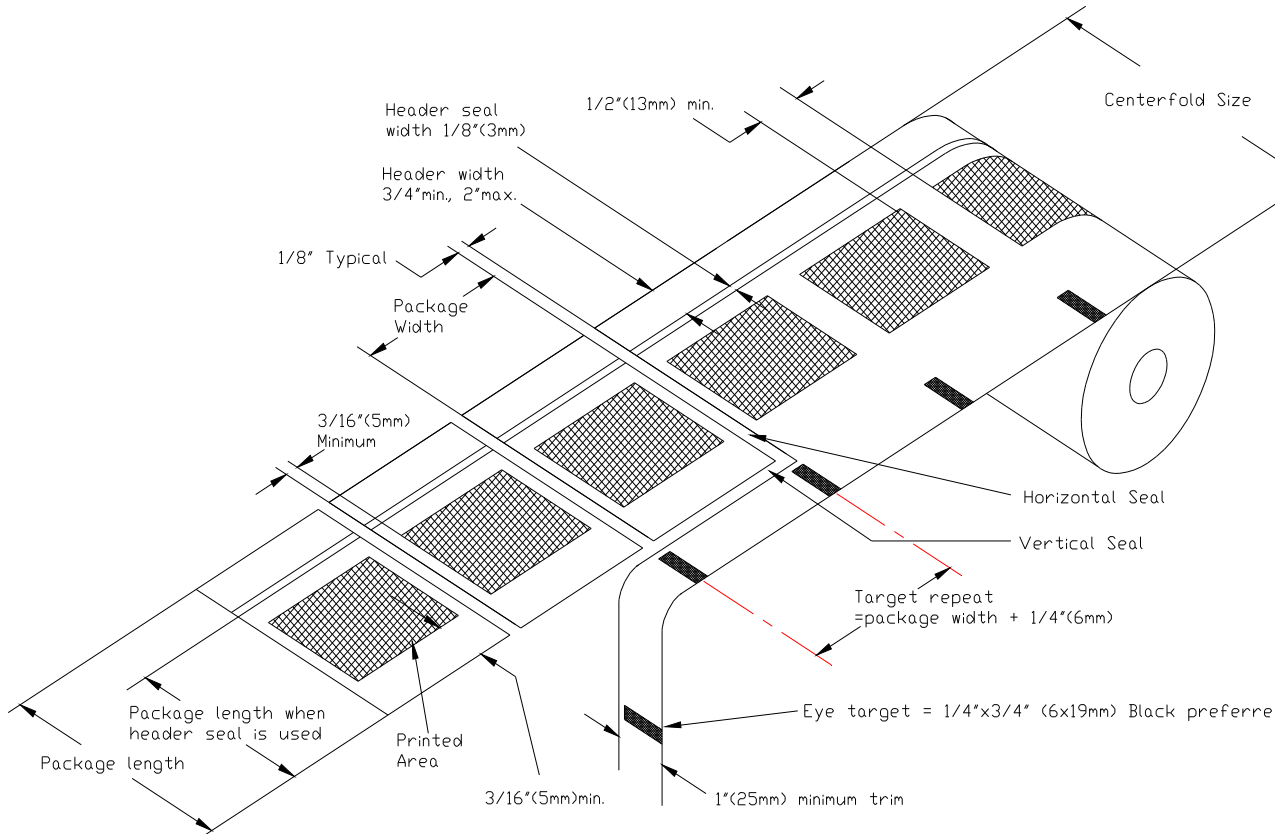 Centerfold Size
1/2"(13mm) min.
Header seal
width 1/8"(3mm)
Header width
3/4"min., 2"max.
1/8" Typical
Package
Width
3/16"(5mm)
Minimum
Horizontal Seal
Vertical Seal
Target repeat
=package width + 1/4"(6mm)
Eye target = 1/4"x3/4" (6x19mm) Black preferre
Package length when
header seal is used
Printed
Area
Package length
3/16"(5mm)min.
1"(25mm) minimum trim